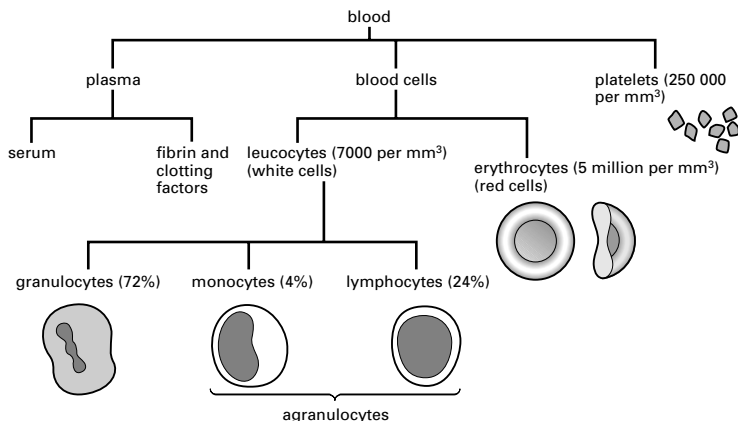 blood
plasma
blood cells
platelets (250 000
per mm³)
serum
fibrin and
clotting
factors
leucocytes (7000 per mm³)
(white cells)
erythrocytes (5 million per mm³)
(red cells)
granulocytes (72%)
monocytes (4%)
lymphocytes (24%)
agranulocytes